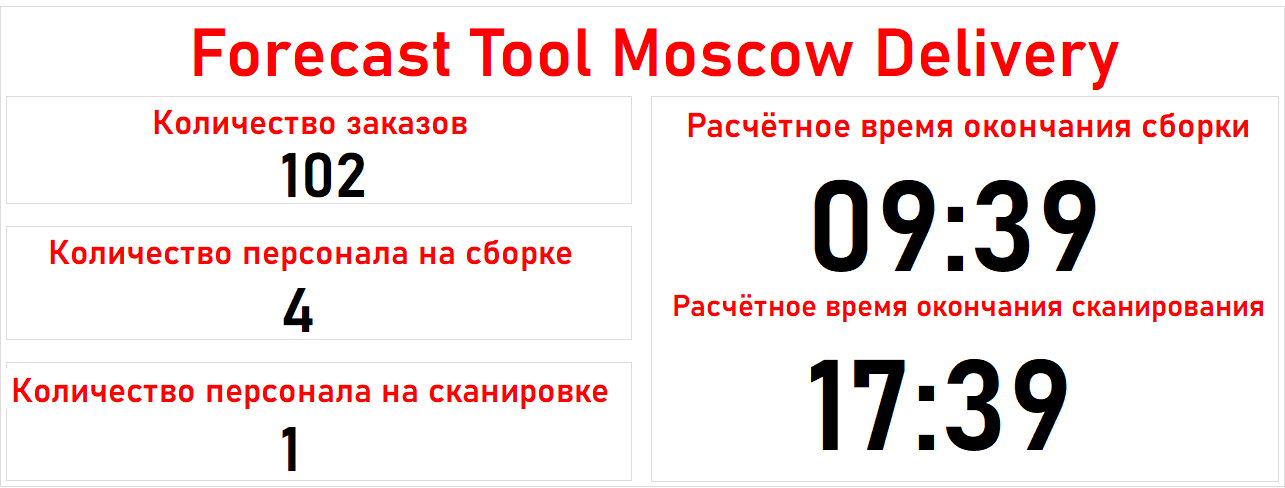 Forecast Tool Moscow Delivery
Количество заказов
102
Количество персонала на сборке
4
Количество персонала на сканировке
1
Расчётное время окончания сборки
09:39
Расчётное время окончания сканирования
17:39